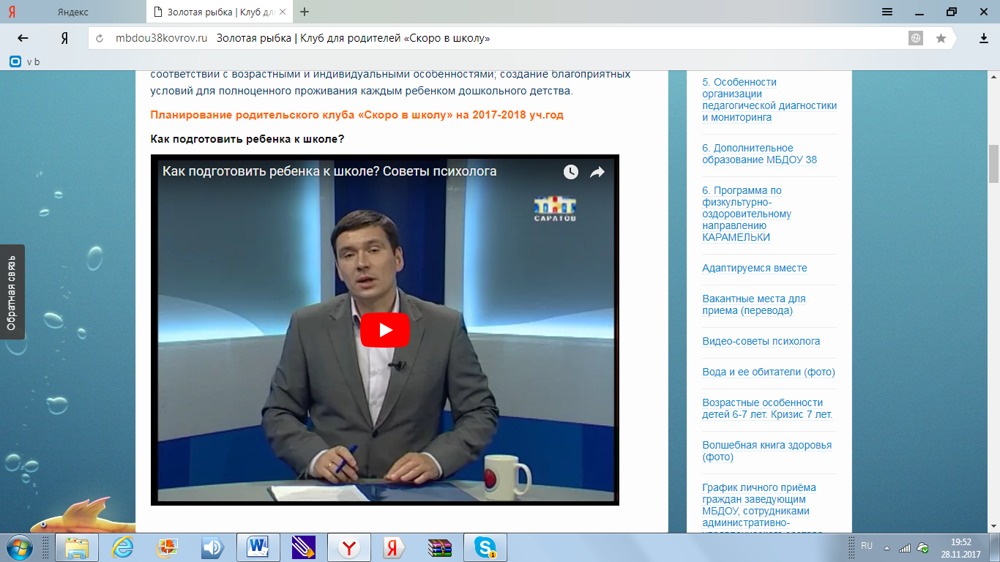 Яндекс
Золотая рыбка | Клуб для
mbdou38kovrov.ru Золотая рыбка | Клуб для родителей «Скоро в школу»
v b
соответствии с возрастными и индивидуальными особенностями; создание благоприятных
условий для полноценного проживания каждым ребенком дошкольного детства.
Планирование родительского клуба «Скоро в школу» на 2017-2018 уч.год
Как подготовить ребенка к школе?
Как подготовить ребенка к школе? Советы психолога
ТНТ
САРАТОВ
Обратная связь
5. Особенности
организации
педагогической диагностики
и мониторинга
6. Дополнительное
образование МБДОУ 38
6. Программа по
физкультурно-
оздоровительному
направлению
КАРАМЕЛЬКИ
Адаптируемся вместе
Вакантные места для
приема (перевода)
Видео-советы психолога
Вода и ее обитатели (фото)
Возрастные особенности
детей 6-7 лет. Кризис 7 лет.
Волшебная книга здоровья
(фото)
График личного приёма
граждан заведующим
МБДОУ, сотрудниками
административно-
RU
19:52
28.11.2017